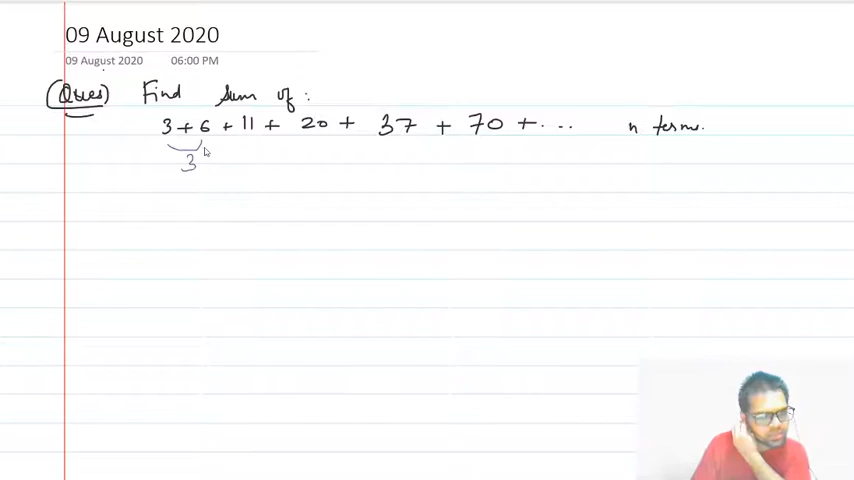 09 August 2020
09 August 2020 06:00 PM
Ques) Find Sum of:
3 + 6 + 11 + 20 + 37 + 70 + ... n terms.
3